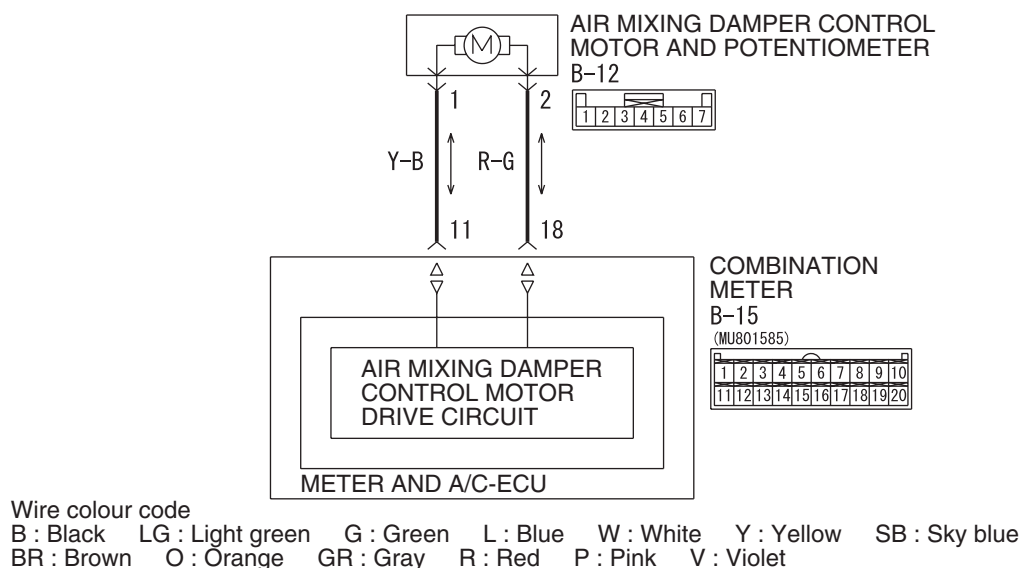 AIR MIXING DAMPER CONTROL
MOTOR AND POTENTIOMETER
B-12
M
1 2
1 2 3 4 5 6 7
Y-B R-G
11 18
COMBINATION
METER
B-15
(MU801585)
1 2 3 4 5 6 7 8 9 10
11 12 13 14 15 16 17 18 19 20
AIR MIXING DAMPER
CONTROL MOTOR
DRIVE CIRCUIT
METER AND A/C-ECU
Wire colour code
B : Black LG : Light green G : Green L : Blue W : White Y : Yellow SB : Sky blue
BR : Brown O : Orange GR : Gray R : Red P : Pink V : Violet